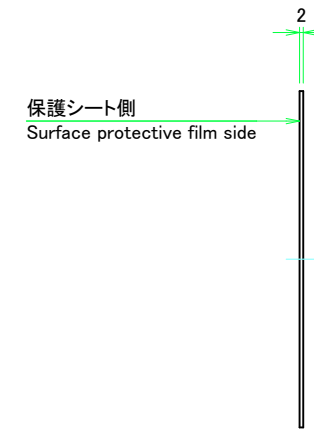 2
保護シート側
Surface protective film side